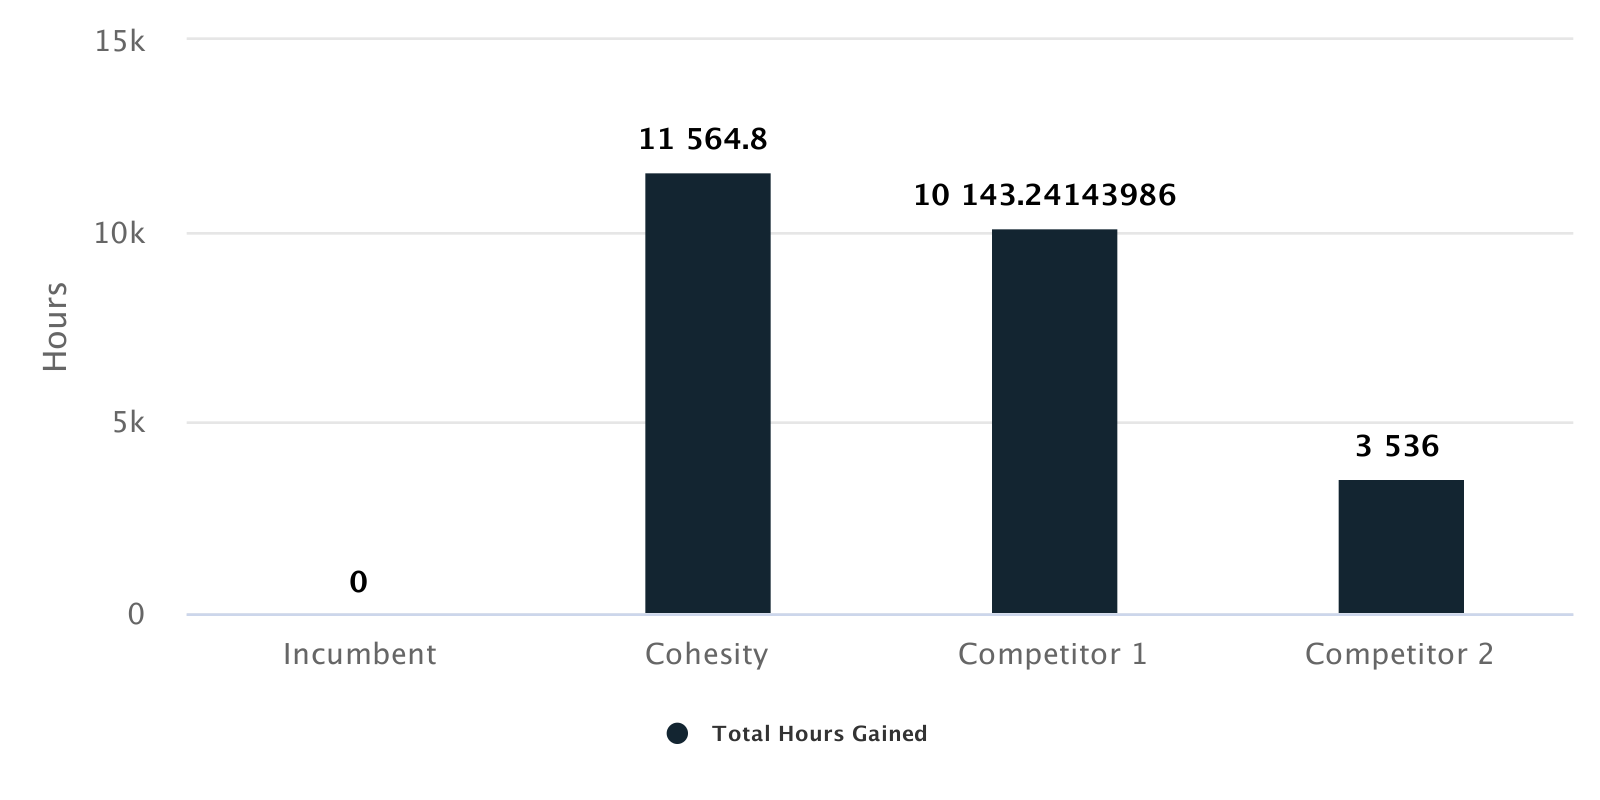 15k
11 564.8
10 143.24143986
10k
Hours
5k
3 536
0
0
Incumbent
Cohesity
Competitor 1
Competitor 2
Total Hours Gained